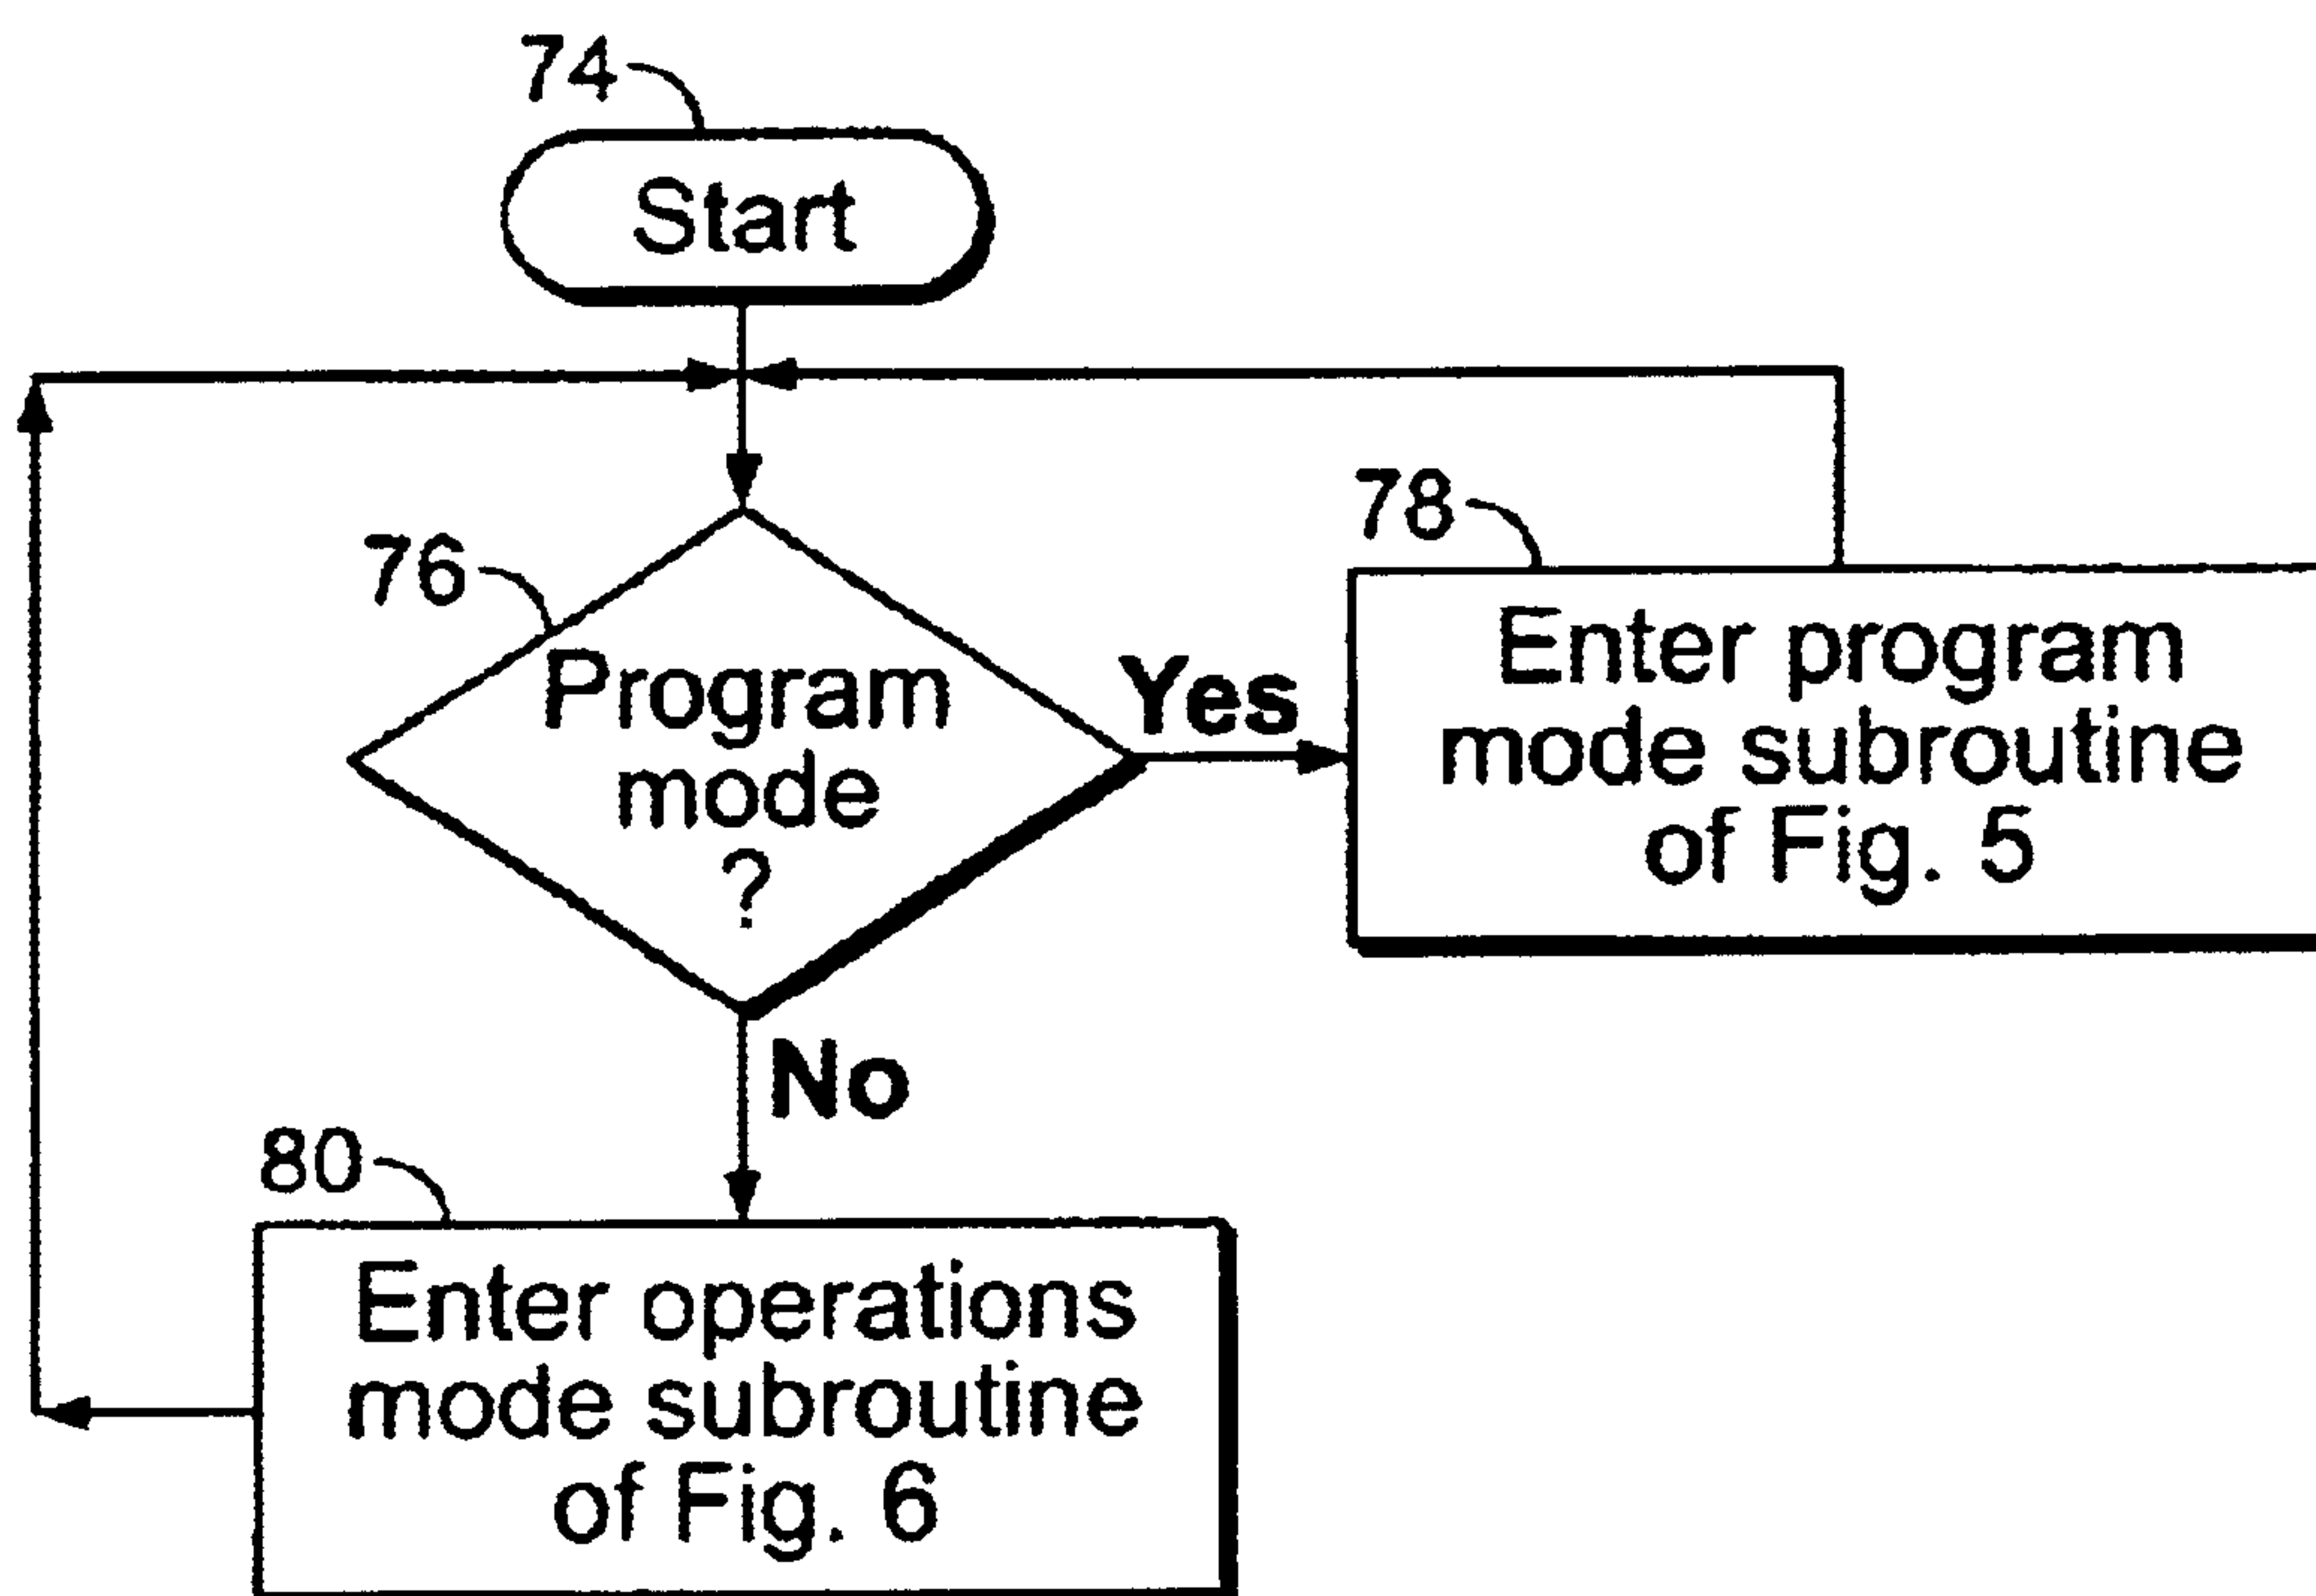 74
Start
76
Program
mode
?
Yes
78
Enter program
mode subroutine
of Fig. 5
No
80
Enter operations
mode subroutine
of Fig. 6